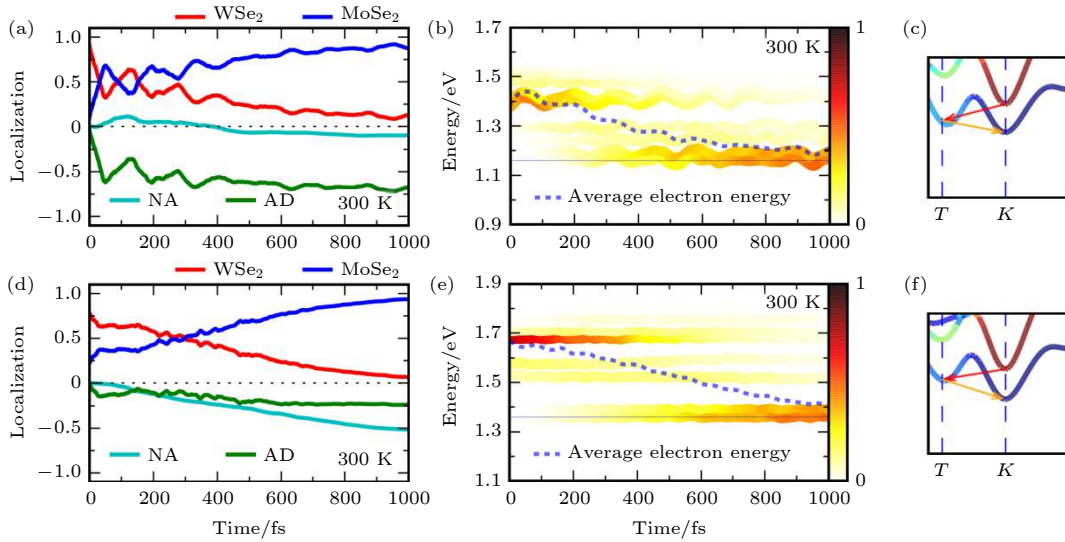 WSe₂ MoSe₂
(a) (b) (c)
1.0
0.5
0
−0.5
−1.0
Localization
NA AD 300 K
0 200 400 600 800 1000
1.7
1.5
1.3
1.1
0.9
Energy/eV
300 K
Average electron energy
0 200 400 600 800 1000
1
0
T K
WSe₂ MoSe₂
(d) (e) (f)
1.0
0.5
0
−0.5
−1.0
Localization
NA AD 300 K
0 200 400 600 800 1000
Time/fs
1.9
1.7
1.5
1.3
1.1
Energy/eV
300 K
Average electron energy
0 200 400 600 800 1000
Time/fs
1
0
T K